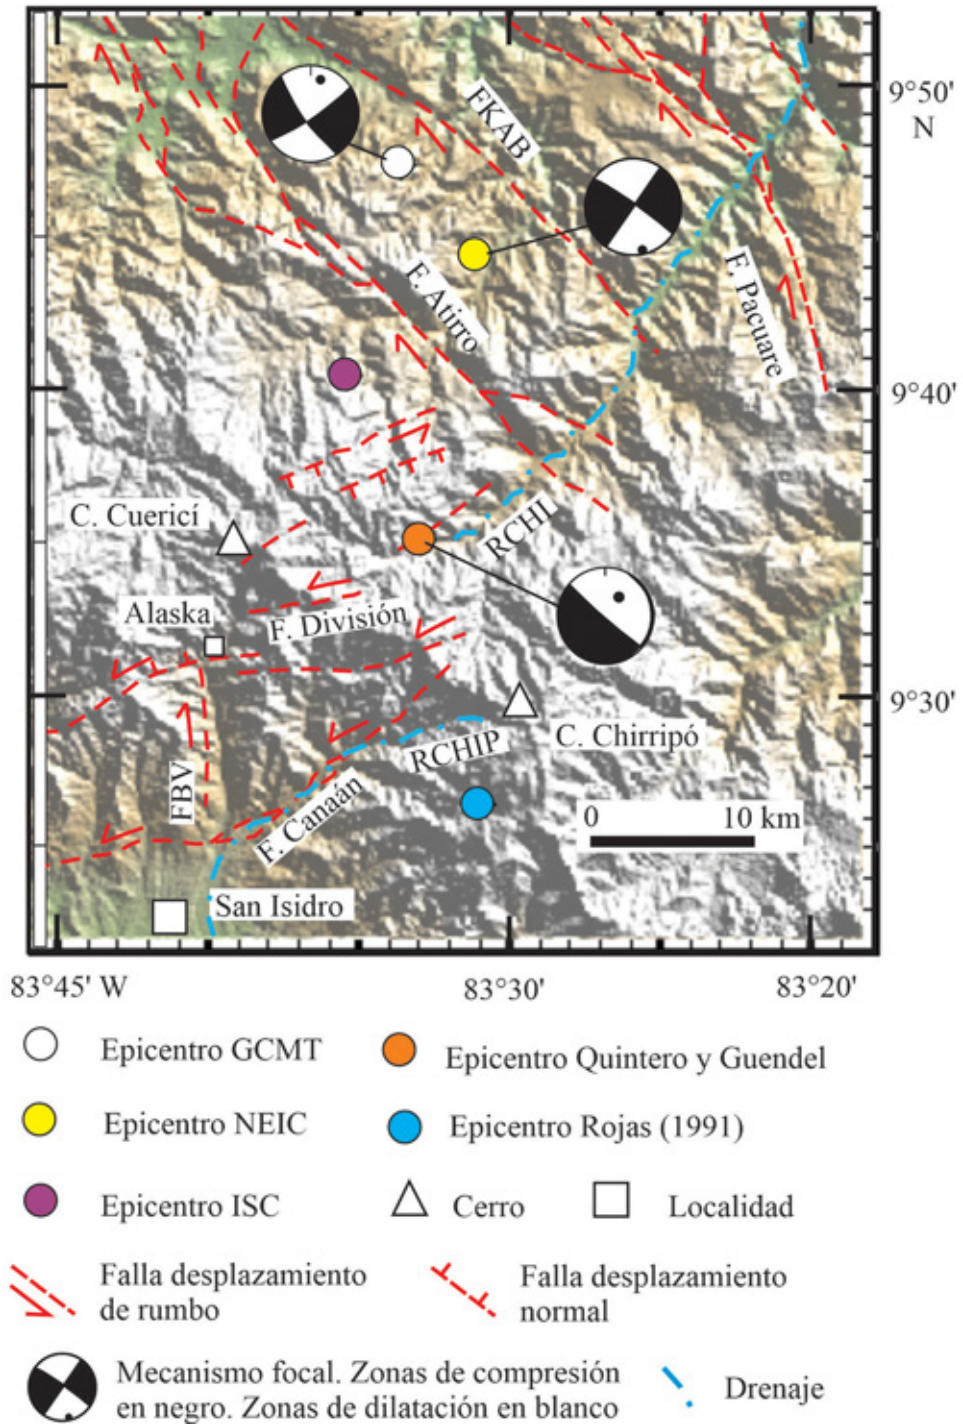 9°50'
N
FKAB
F. Atirro
F. Pacuare
9°40'
C. Cuericí
RCHI
Alaska
F. División
9°30'
C. Chirripó
RCHIP
FBV
F. Canaán
0 10 km
San Isidro
83°45' W 83°30' 83°20'
Epicentro GCMT
Epicentro Quintero y Guendel
Epicentro NEIC
Epicentro Rojas (1991)
Epicentro ISC
Cerro
Localidad
Falla desplazamiento
de rumbo
Falla desplazamiento
normal
Mecanismo focal. Zonas de compresión
en negro. Zonas de dilatación en blanco
Drenaje